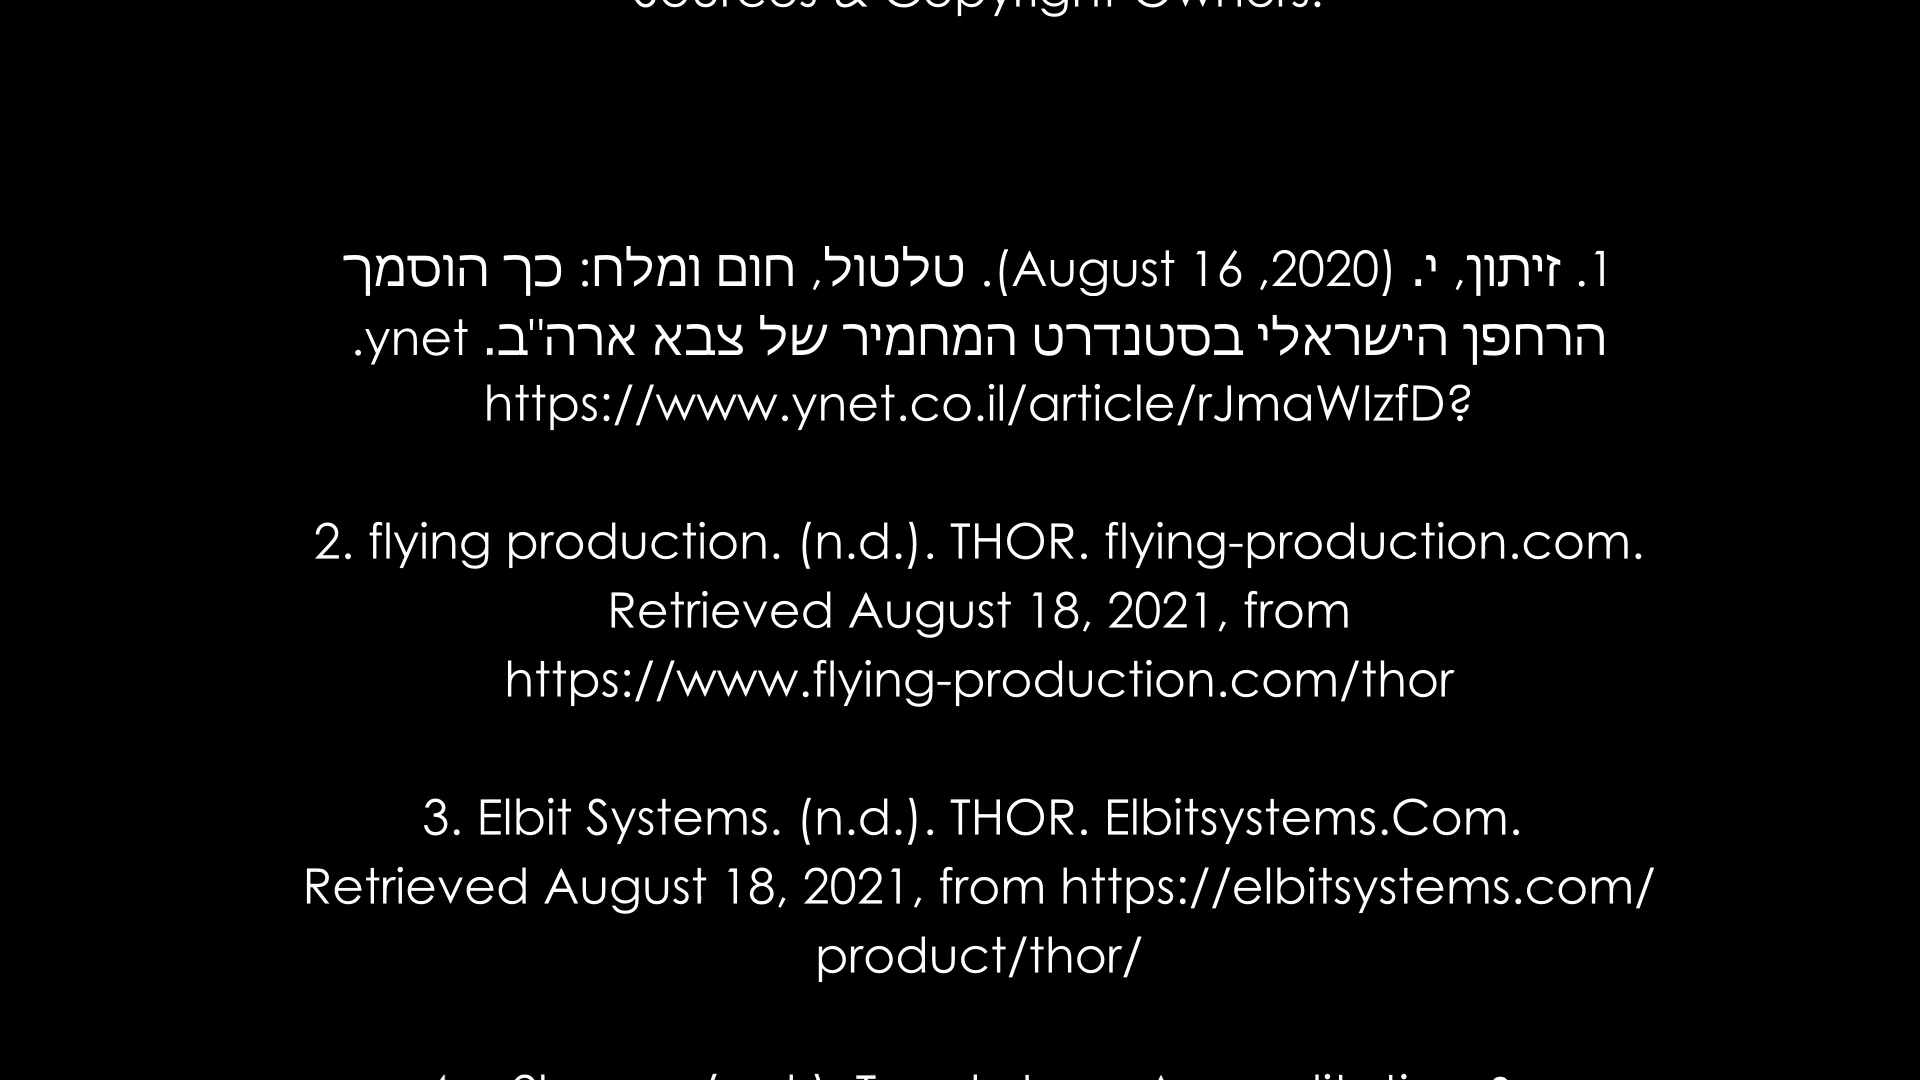 Sources & Copyright Owners:
1. זיתון, י. (2020, August 16). טלטול, חום ומלח: כך הוסמך
הרחפן הישראלי בסטנדרט המחמיר של צבא ארה"ב. ynet.
https://www.ynet.co.il/article/rJmaWIzfD?
2. flying production. (n.d.). THOR. flying-production.com.
Retrieved August 18, 2021, from
https://www.flying-production.com/thor
3. Elbit Systems. (n.d.). THOR. Elbitsystems.Com.
Retrieved August 18, 2021, from https://elbitsystems.com/
product/thor/